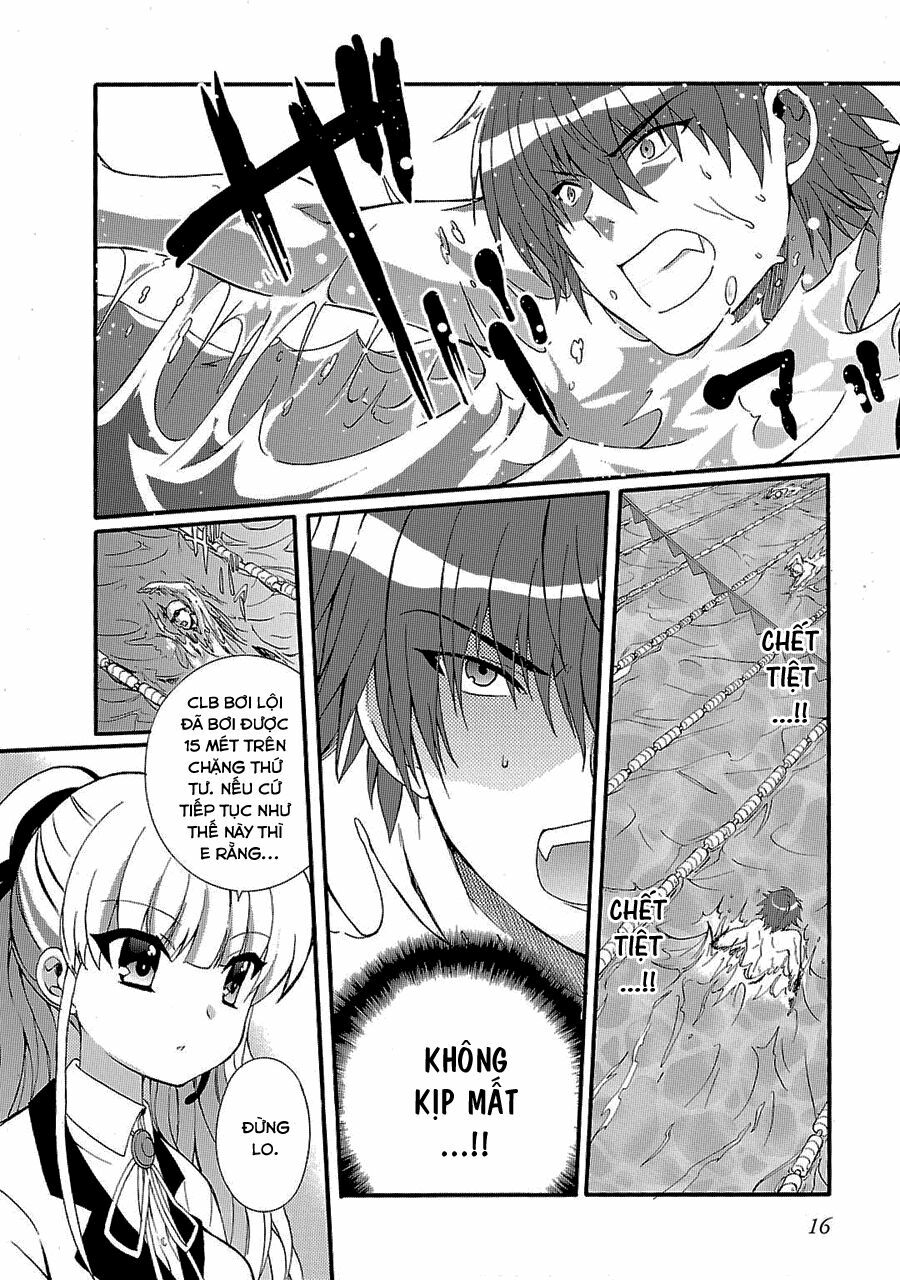 CHẾT
TIỆT
...!!
CHẾT
TIỆT
...!!
KHÔNG
KỊP MẤT
...!!
CLB BƠI LỘI
ĐÃ BƠI ĐƯỢC
15 MÉT TRÊN
CHẶNG THỨ
TƯ. NẾU CỨ
TIẾP TỤC NHƯ
THẾ NÀY THÌ
E RẰNG...
ĐỪNG
LO.
16